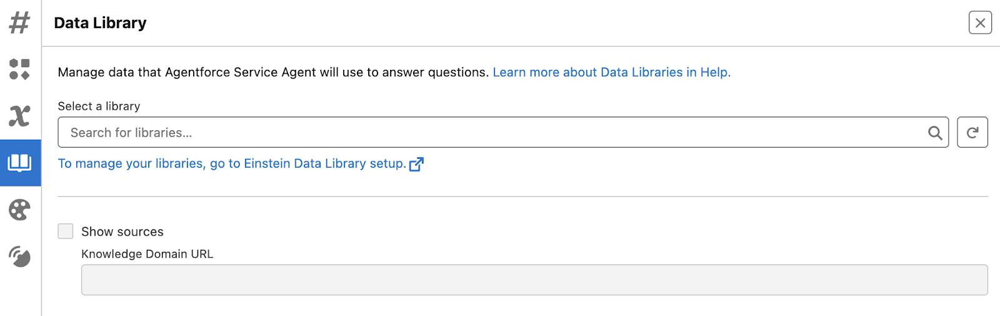 Data Library
Manage data that Agentforce Service Agent will use to answer questions. Learn more about Data Libraries in Help.
Select a library
Search for libraries...
To manage your libraries, go to Einstein Data Library setup.
Show sources
Knowledge Domain URL